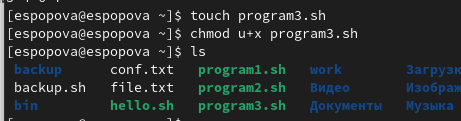 [espopova@espopova ~]$ touch program3.sh
[espopova@espopova ~]$ chmod u+x program3.sh
[espopova@espopova ~]$ ls
backup conf.txt program1.sh work Загрузк
backup.sh file.txt program2.sh Видео Изображ
bin hello.sh program3.sh Документы Музыка